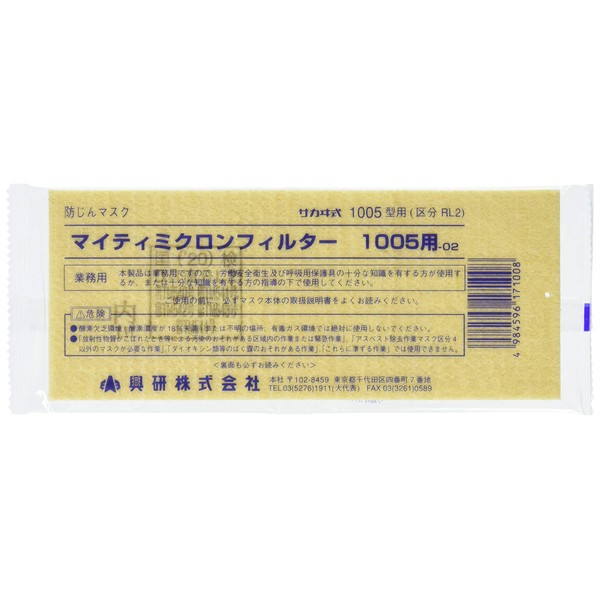 防じんマスク サカヰ式 1005型用(区分 RL2)
マイティミクロンフィルター 1005用-02
国(20)検
内
業務用 本製品は業務用ですので、労働安全衛生及び呼吸用保護具の十分な知識を有する方が使用す
るか、または十分な知識を有する方の指導の下で使用してください。
ご使用の前に、必ずマスク本体の取扱説明書をよくお読みください。
⚠危険
●酸素欠乏環境(酸素濃度が18%未満)または不明の場所、有毒ガス環境では絶対に使用しないでください。
●「放射性物質がこぼれたとき等による汚染のおそれがある区域内の作業または緊急作業」、「アスベスト除去作業マスク区分4
以外のマスクが必要な作業」、「ダイオキシン類等のばく露のおそれがある作業」、「これらに準ずる作業」では使用できません。
<裏面も必ずお読みください>
興研株式会社 本社 〒102-8459 東京都千代田区四番町7番地
TEL03(5276)1911(大代表) FAX03(3261)0589
4 984596 171008